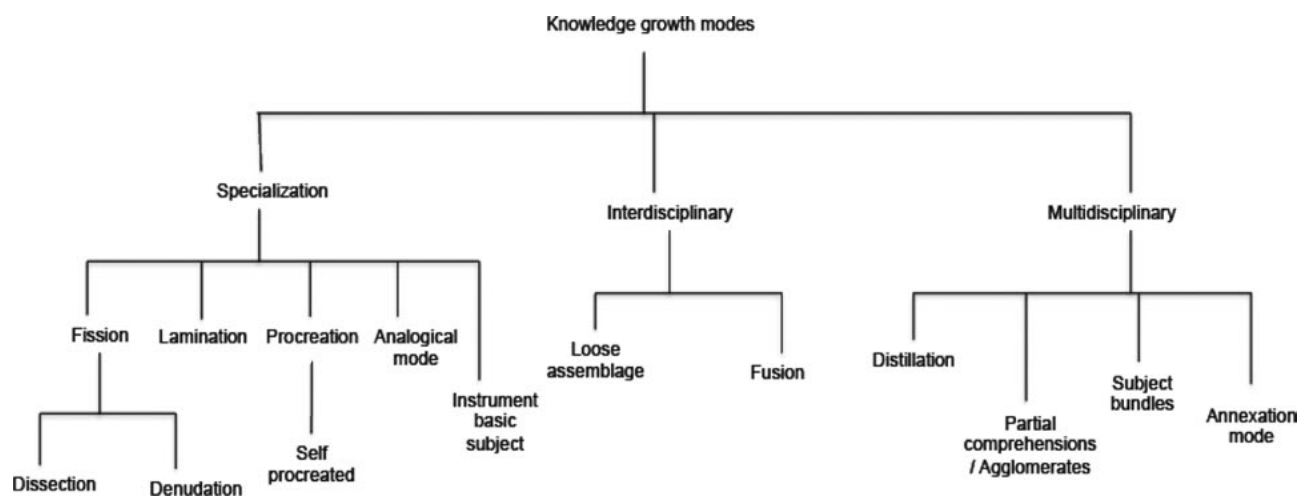 Knowledge growth modes
Specialization
Interdisciplinary
Multidisciplinary
Fission
Lamination
Procreation
Analogical
mode
Instrument
basic
subject
Dissection
Denudation
Self
procreated
Loose
assemblage
Fusion
Distillation
Partial
comprehensions
/ Agglomerates
Subject
bundles
Annexation
mode